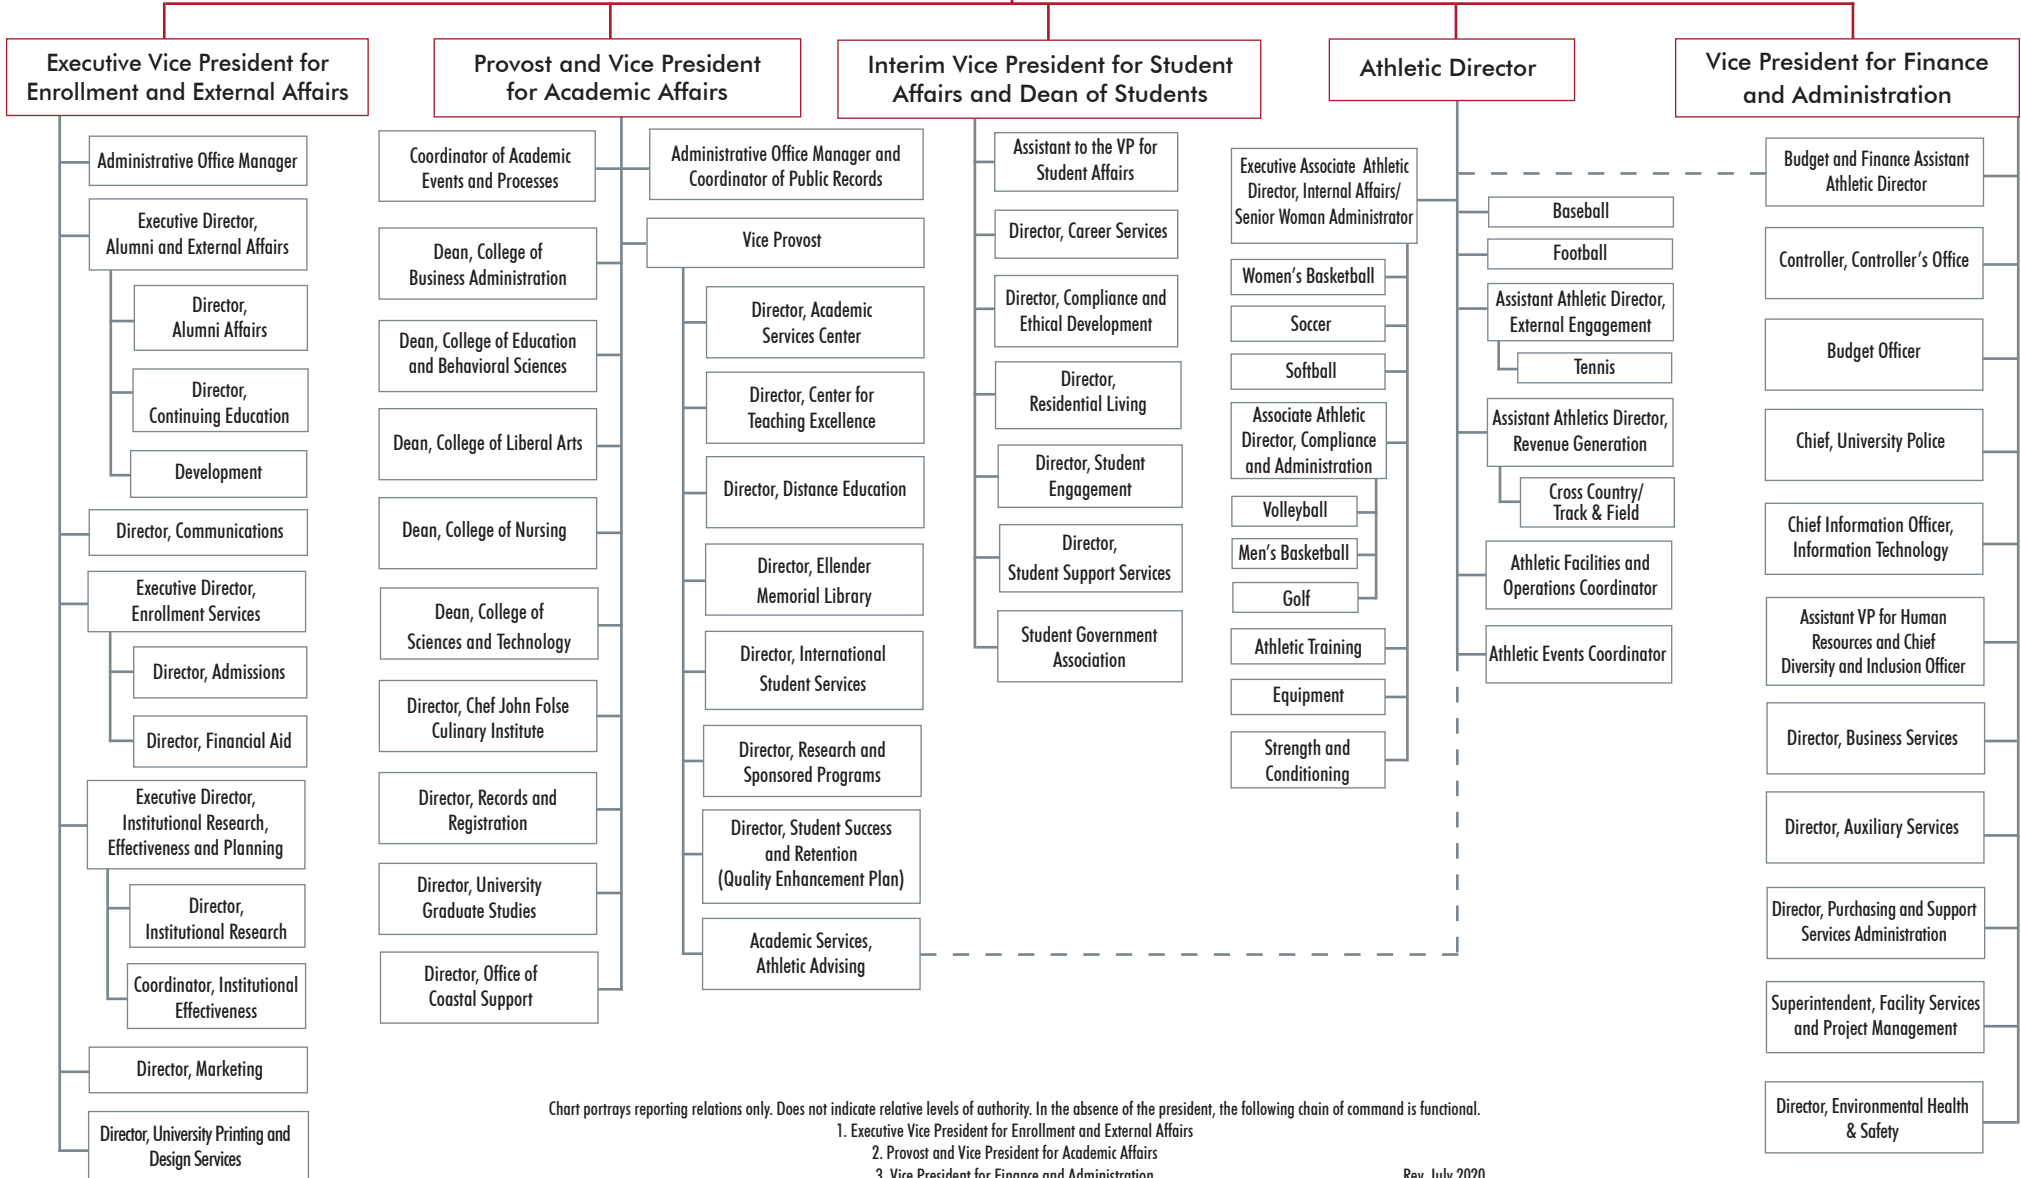 Executive Vice President for
Enrollment and External Affairs
Administrative Office Manager
Executive Director,
Alumni and External Affairs
Director,
Alumni Affairs
Director,
Continuing Education
Development
Director, Communications
Executive Director,
Enrollment Services
Director, Admissions
Director, Financial Aid
Executive Director,
Institutional Research,
Effectiveness and Planning
Director,
Institutional Research
Coordinator, Institutional
Effectiveness
Director, Marketing
Director, University Printing and
Design Services
Provost and Vice President
for Academic Affairs
Coordinator of Academic
Events and Processes
Dean, College of
Business Administration
Dean, College of Education
and Behavioral Sciences
Dean, College of Liberal Arts
Dean, College of Nursing
Dean, College of
Sciences and Technology
Director, Chef John Folse
Culinary Institute
Director, Records and
Registration
Director, University
Graduate Studies
Director, Office of
Coastal Support
Administrative Office Manager and
Coordinator of Public Records
Vice Provost
Director, Academic
Services Center
Director, Center for
Teaching Excellence
Director, Distance Education
Director, Ellender
Memorial Library
Director, International
Student Services
Director, Research and
Sponsored Programs
Director, Student Success
and Retention
(Quality Enhancement Plan)
Academic Services,
Athletic Advising
Interim Vice President for Student
Affairs and Dean of Students
Assistant to the VP for
Student Affairs
Director, Career Services
Director, Compliance and
Ethical Development
Director,
Residential Living
Director, Student
Engagement
Director,
Student Support Services
Student Government
Association
Athletic Director
Executive Associate Athletic
Director, Internal Affairs/
Senior Woman Administrator
Women's Basketball
Soccer
Softball
Associate Athletic
Director, Compliance
and Administration
Volleyball
Men's Basketball
Golf
Athletic Training
Equipment
Strength and
Conditioning
Baseball
Football
Assistant Athletic Director,
External Engagement
Tennis
Assistant Athletics Director,
Revenue Generation
Cross Country/
Track & Field
Athletic Facilities and
Operations Coordinator
Athletic Events Coordinator
Vice President for Finance
and Administration
Budget and Finance Assistant
Athletic Director
Controller, Controller's Office
Budget Officer
Chief, University Police
Chief Information Officer,
Information Technology
Assistant VP for Human
Resources and Chief
Diversity and Inclusion Officer
Director, Business Services
Director, Auxiliary Services
Director, Purchasing and Support
Services Administration
Superintendent, Facility Services
and Project Management
Director, Environmental Health
& Safety
Chart portrays reporting relations only. Does not indicate relative levels of authority. In the absence of the president, the following chain of command is functional.
1. Executive Vice President for Enrollment and External Affairs
2. Provost and Vice President for Academic Affairs
3. Vice President for Finance and Administration
Rev. July 2020